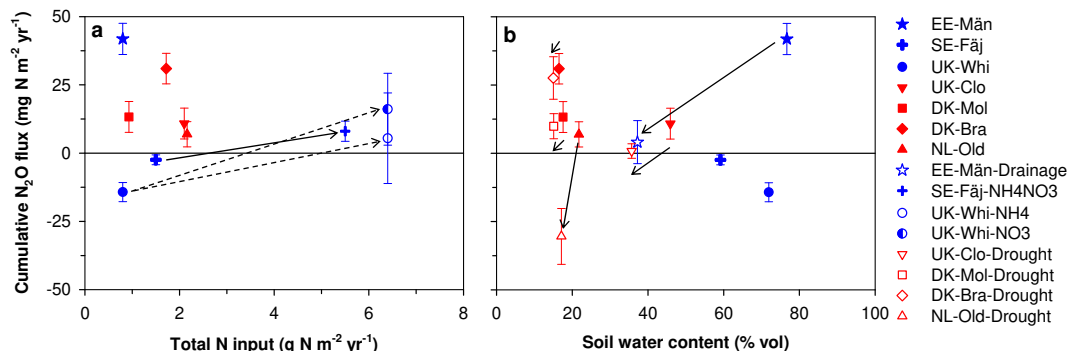 a
b
Cumulative N₂O flux (mg N m⁻² yr⁻¹)
50
25
0
-25
-50
0 2 4 6 8
Total N input (g N m⁻² yr⁻¹)
0 20 40 60 80 100
Soil water content (% vol)
EE-Män
SE-Fäj
UK-Whi
UK-Clo
DK-Mol
DK-Bra
NL-Old
EE-Män-Drainage
SE-Fäj-NH4NO3
UK-Whi-NH4
UK-Whi-NO3
UK-Clo-Drought
DK-Mol-Drought
DK-Bra-Drought
NL-Old-Drought